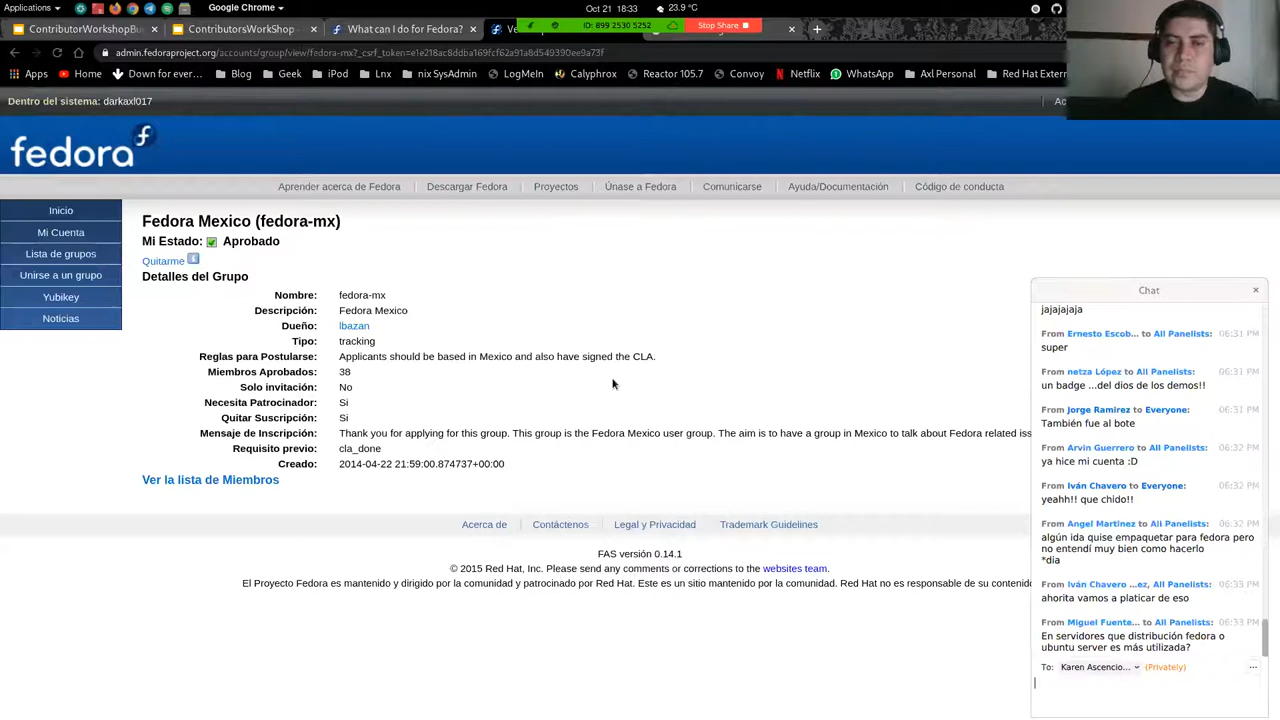 Applications
Google Chrome
Oct 21 18:33
23.9 °C
ContributorWorkshopBu
ContributorsWorkShop
What can I do for Fedora?
ID: 899 2530 5252
Stop Share
admin.fedoraproject.org/accounts/group/view/fedora-mx?_csrf_token=e1e218ac8ddba169fcf62a91a8d549390ee9a73f
Apps Home Down for ever... Blog Geek iPod Lnx nix SysAdmin LogMeIn Calyphrox Reactor 105.7 Convoy Netflix WhatsApp Axl Personal Red Hat Extern
Dentro del sistema: darkaxl017
fedora
Aprender acerca de Fedora Descargar Fedora Proyectos Únase a Fedora Comunicarse Ayuda/Documentación Código de conducta
Inicio
Mi Cuenta
Lista de grupos
Unirse a un grupo
Yubikey
Noticias
Fedora Mexico (fedora-mx)
Mi Estado: Aprobado
Quitarme
Detalles del Grupo
Nombre: fedora-mx
Descripción: Fedora Mexico
Dueño: lbazan
Tipo: tracking
Reglas para Postularse: Applicants should be based in Mexico and also have signed the CLA.
Miembros Aprobados: 38
Solo invitación: No
Necesita Patrocinador: Si
Quitar Suscripción: Si
Mensaje de Inscripción: Thank you for applying for this group. This group is the Fedora Mexico user group. The aim is to have a group in Mexico to talk about Fedora related iss
Requisito previo: cla_done
Creado: 2014-04-22 21:59:00.874737+00:00
Ver la lista de Miembros
Acerca de Contáctenos Legal y Privacidad Trademark Guidelines
FAS versión 0.14.1
© 2015 Red Hat, Inc. Please send any comments or corrections to the websites team.
El Proyecto Fedora es mantenido y dirigido por la comunidad y patrocinado por Red Hat. Este es un sitio mantenido por la comunidad. Red Hat no es responsable de su contenido
Chat
jajajajaja
From Ernesto Escob... to All Panelists: 06:31 PM
super
From netza López to All Panelists: 06:31 PM
un badge ...del dios de los demos!!
From Jorge Ramirez to Everyone: 06:31 PM
También fue al bote
From Arvin Guerrero to All Panelists: 06:32 PM
ya hice mi cuenta :D
From Iván Chavero to Everyone: 06:32 PM
yeahh!! que chido!!
From Angel Martinez to All Panelists: 06:32 PM
algún ida quise empaquetar para fedora pero
no entendí muy bien como hacerlo
*dia
From Iván Chavero ...ez, All Panelists: 06:33 PM
ahorita vamos a platicar de eso
From Miguel Fuente... to All Panelists: 06:33 PM
En servidores que distribución fedora o
ubuntu server es más utilizada?
To: Karen Ascencio... (Privately) ...